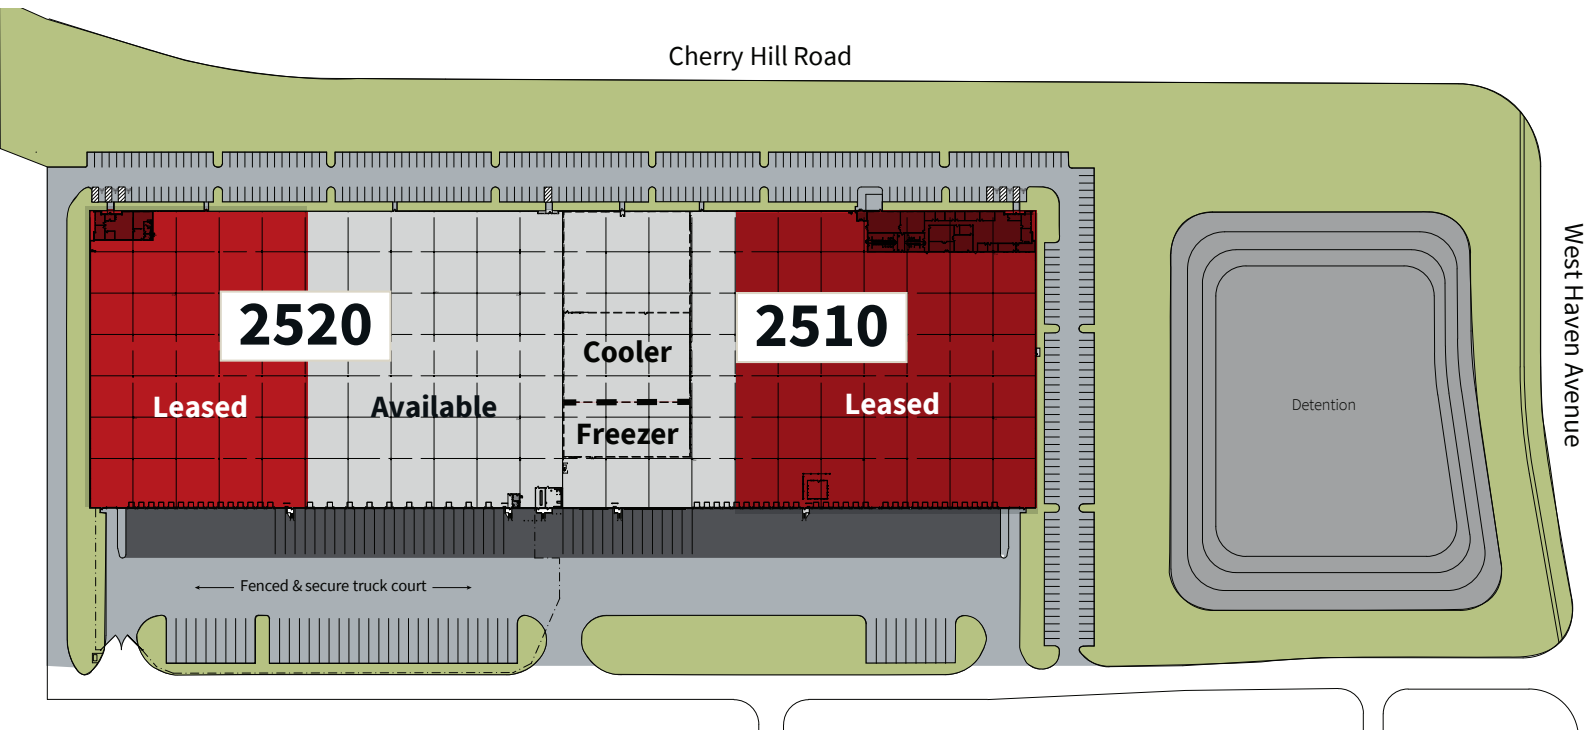 Cherry Hill Road
West Haven Avenue
2520
2510
Cooler
Leased
Available
Leased
Freezer
Detention
Fenced & secure truck court